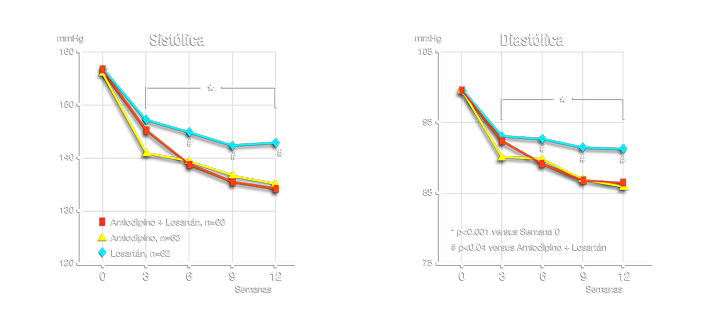 Sistólica
mmHg
180
160
140
130
120
*
#
#
#
#
Amlodipino + Losartán, n=66
Amlodipino, n=63
Losartán, n=62
0 3 6 9 12
Semanas
Diastólica
mmHg
105
95
85
75
*
#
#
#
#
* p<0.001 versus Semana 0
# p<0.04 versus Amlodipino + Losartán
0 3 6 9 12
Semanas